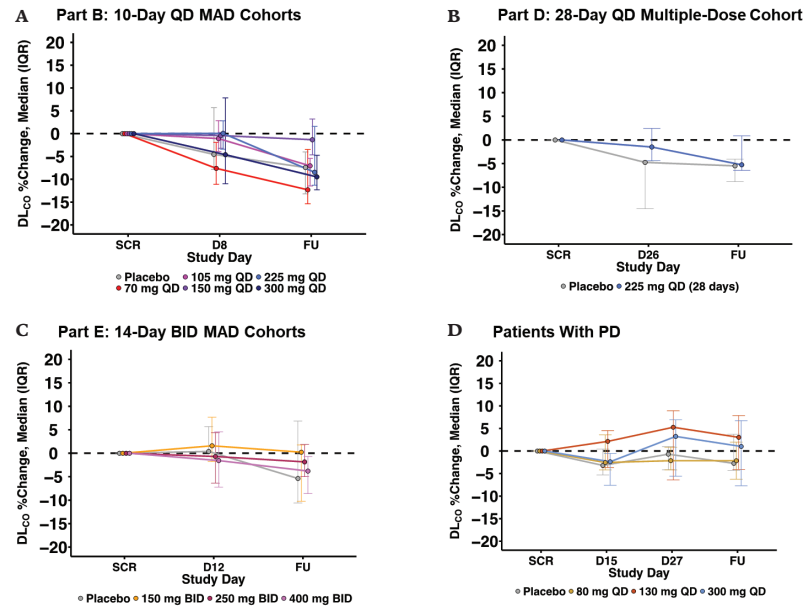 A Part B: 10-Day QD MAD Cohorts
DLCO %Change, Median (IQR)
20
15
10
5
0
−5
−10
−15
−20
SCR D8 FU
Study Day
Placebo 105 mg QD 225 mg QD
70 mg QD 150 mg QD 300 mg QD
B Part D: 28-Day QD Multiple-Dose Cohort
DLCO %Change, Median (IQR)
20
15
10
5
0
−5
−10
−15
−20
SCR D26 FU
Study Day
Placebo 225 mg QD (28 days)
C Part E: 14-Day BID MAD Cohorts
DLCO %Change, Median (IQR)
20
15
10
5
0
−5
−10
−15
−20
SCR D12 FU
Study Day
Placebo 150 mg BID 250 mg BID 400 mg BID
D Patients With PD
DLCO %Change, Median (IQR)
20
15
10
5
0
−5
−10
−15
−20
SCR D15 D27 FU
Study Day
Placebo 80 mg QD 130 mg QD 300 mg QD